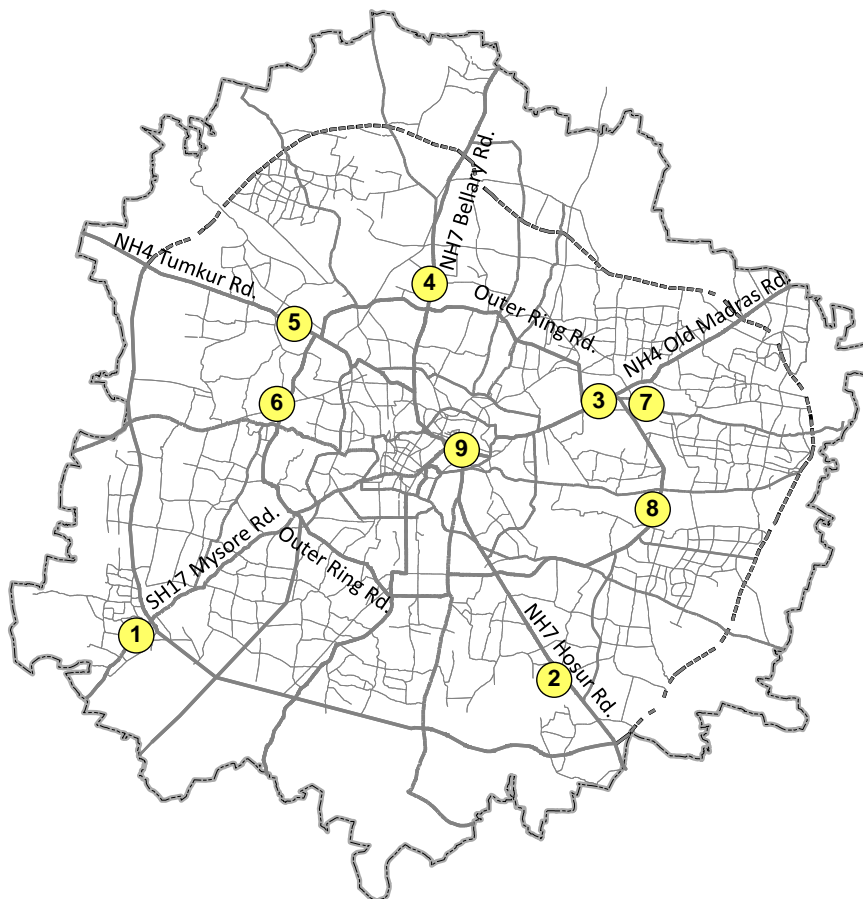 NH7 Bellary Rd.
NH4 Tumkur Rd.
4
Outer Ring Rd.
NH4 Old Madras Rd.
5
6
3
7
9
8
SH17 Mysore Rd.
Outer Ring Rd.
1
NH7 Hosur Rd.
2